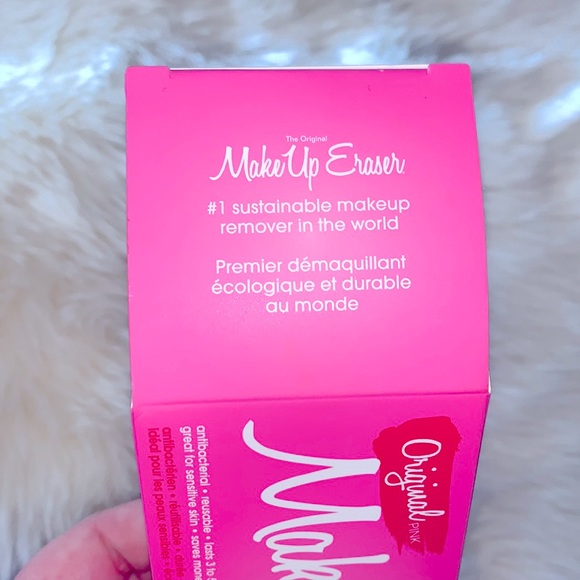 The Original
MakeUp Eraser
#1 sustainable makeup
remover in the world
Premier démaquillant
écologique et durable
au monde
Original
PINK
antibacterial • reusable • lasts 3 to
great for sensitive skin • saves
antibactérien • réutilisable •
Idéal pour les peaux sensibles •